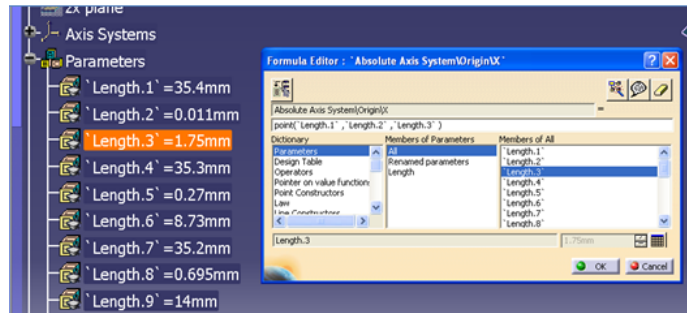 zx plane
Axis Systems
Parameters
`Length.1`=35.4mm
`Length.2`=0.011mm
`Length.3`=1.75mm
`Length.4`=35.3mm
`Length.5`=0.27mm
`Length.6`=8.73mm
`Length.7`=35.2mm
`Length.8`=0.695mm
`Length.9`=14mm
Formula Editor : `Absolute Axis System\Origin\X`
Absolute Axis System\Origin\X =
point(`Length.1` ,`Length.2` ,`Length.3` )
Dictionary Members of Parameters Members of All
Parameters All `Length.1`
Design Table Renamed parameters `Length.2`
Operators Length `Length.3`
Pointer on value function `Length.4`
Point Constructors `Length.5`
Law `Length.6`
Line Constructors `Length.7`
`Length.8`
Length.3 1.75mm
OK Cancel